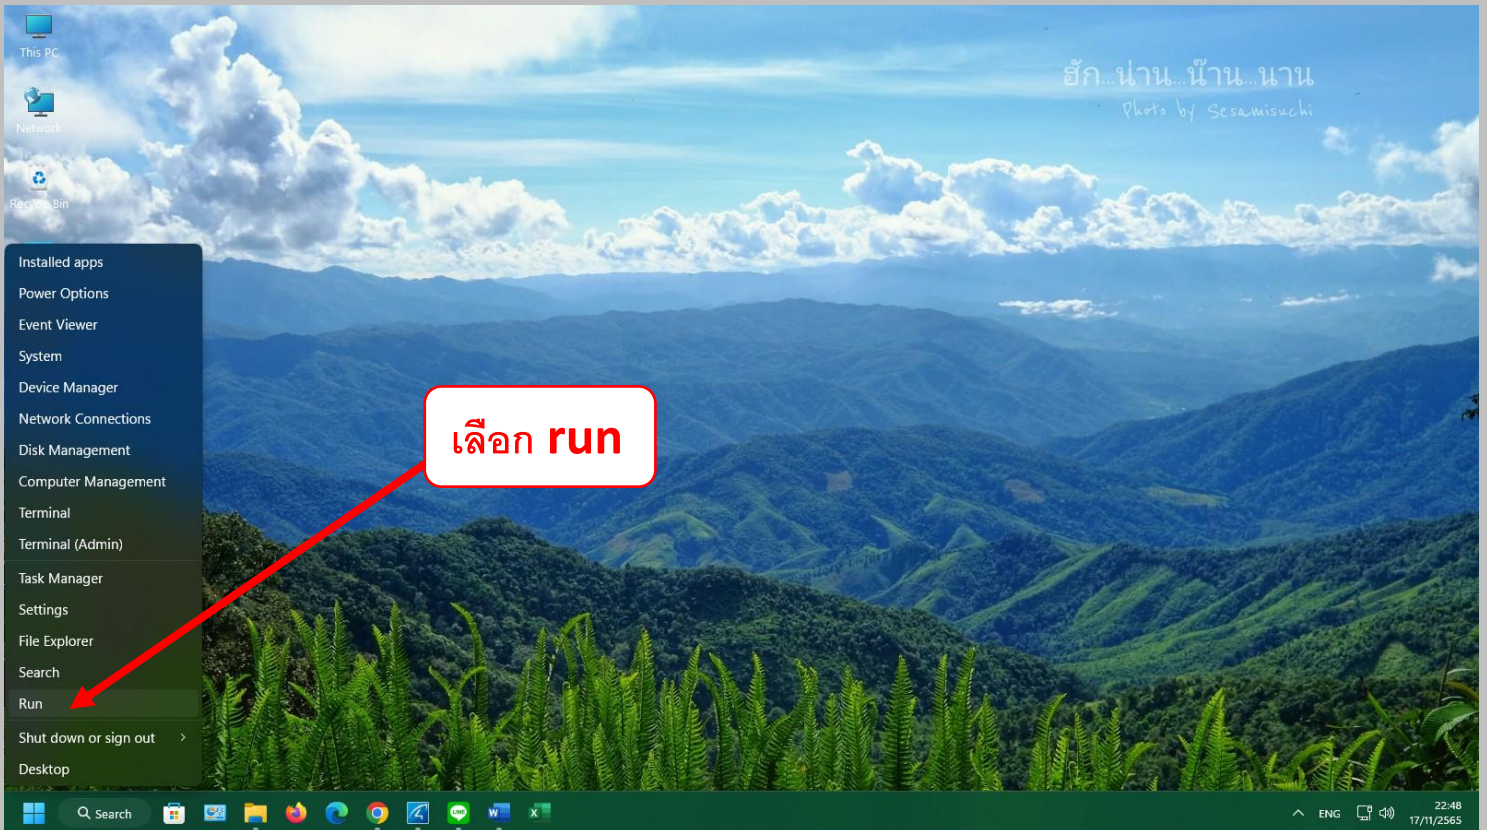 This PC
Network
Recycle Bin
ฮัก...น่าน...น๊าน...นาน
Photo by Sesamisuchi
Installed apps
Power Options
Event Viewer
System
Device Manager
Network Connections
Disk Management
Computer Management
Terminal
Terminal (Admin)
Task Manager
Settings
File Explorer
Search
Run
Shut down or sign out
Desktop
เลือก run
Search
LINE
W
X
ENG
22:48
17/11/2565